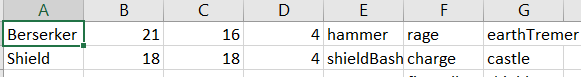 A B C D E F G
Berserker 21 16 4 hammer rage earthTremer
Shield 18 18 4 shieldBash charge castle